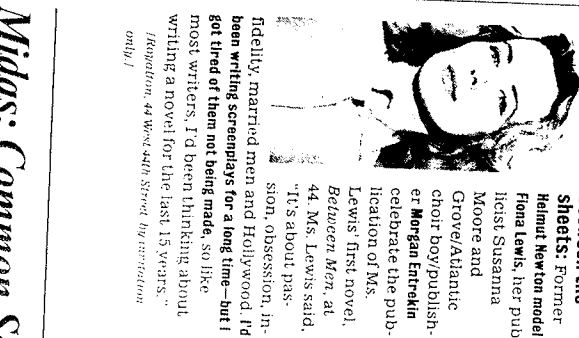 sheets: Former
Helmut Newton model
Fiona Lewis, her pub-
licist Susanna
Moore and
Grove/Atlantic
choir boy/publish-
er Morgan Entrekin
celebrate the pub-
lication of Ms.
Lewis' first novel,
Between Men, at
44. Ms. Lewis said,
"It's about pas-
sion, obsession, in-
fidelity, married men and Hollywood. I'd
been writing screenplays for a long time—but I
got tired of them not being made, so like
most writers, I'd been thinking about
writing a novel for the last 15 years."
[Royalton, 44 West 44th Street, by invitation
only.]
Midas: Common